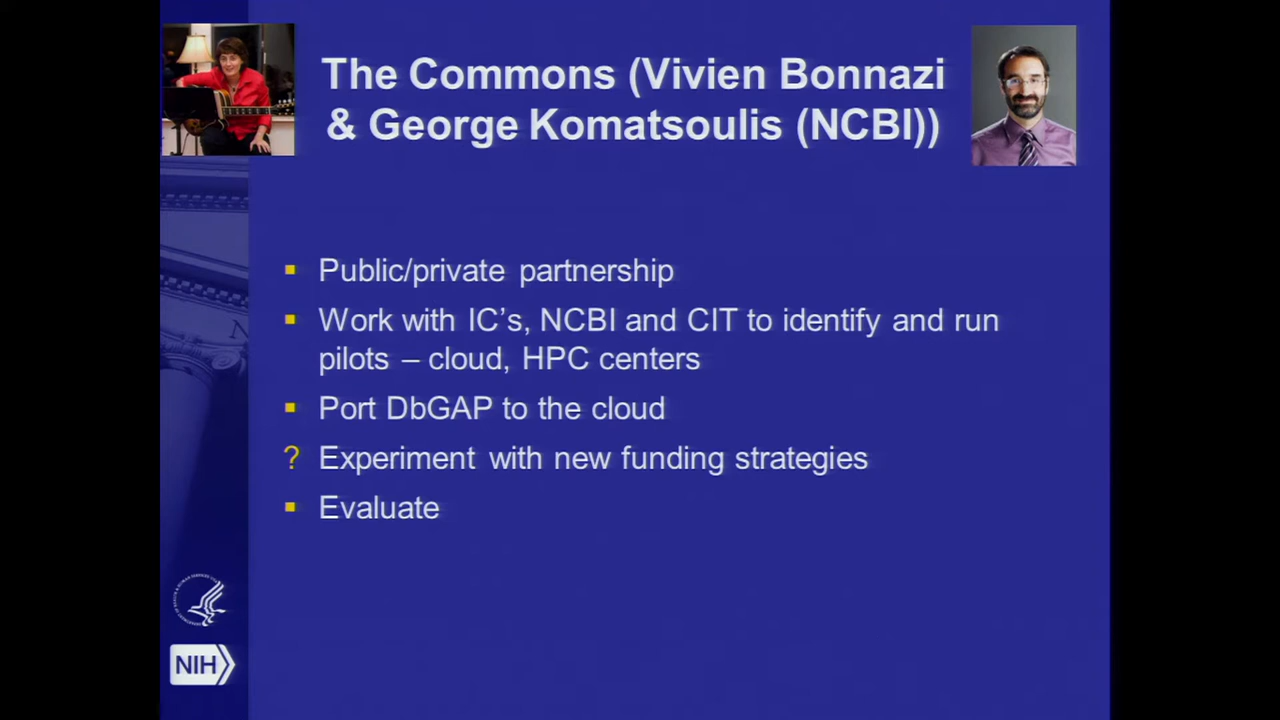 The Commons (Vivien Bonnazi
& George Komatsoulis (NCBI))
▪ Public/private partnership
▪ Work with IC’s, NCBI and CIT to identify and run
pilots – cloud, HPC centers
▪ Port DbGAP to the cloud
? Experiment with new funding strategies
▪ Evaluate
NIH